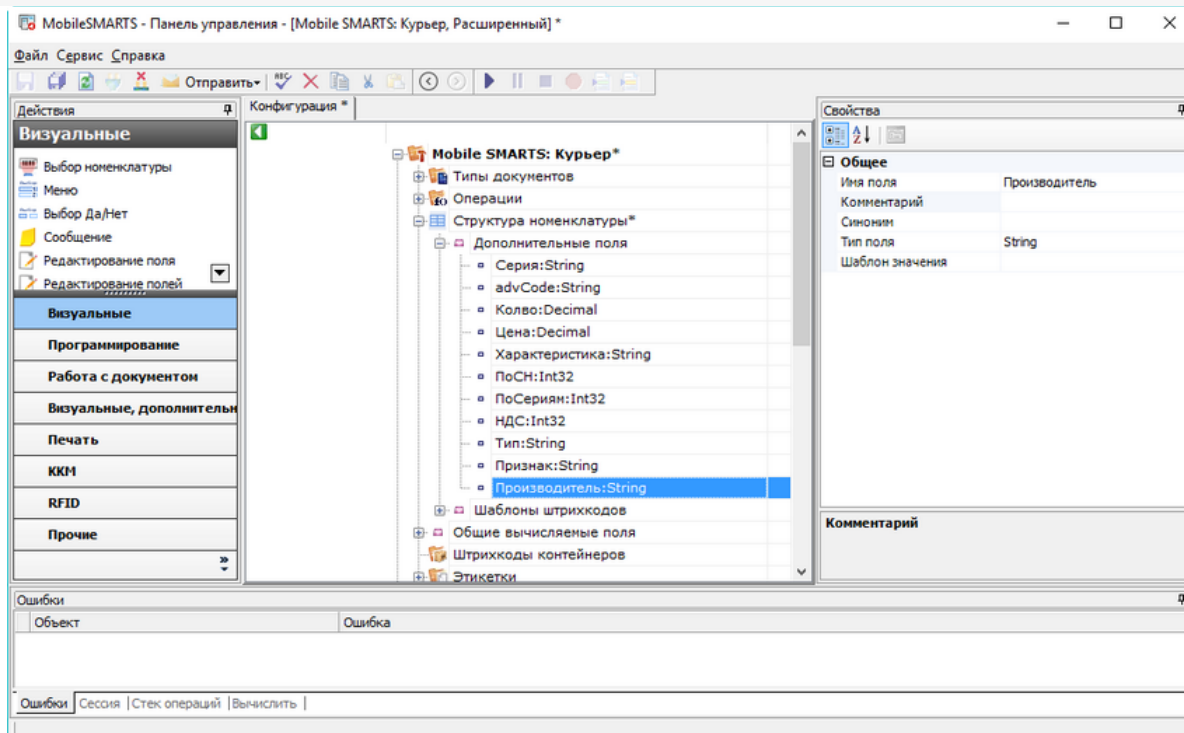 MobileSMARTS - Панель управления - [Mobile SMARTS: Курьер, Расширенный] *
Файл Сервис Справка
Отправить
Действия
Визуальные
Выбор номенклатуры
Меню
Выбор Да/Нет
Сообщение
Редактирование поля
Редактирование полей
Визуальные
Программирование
Работа с документом
Визуальные, дополнительн
Печать
ККМ
RFID
Прочие
Конфигурация *
Mobile SMARTS: Курьер*
Типы документов
Операции
Структура номенклатуры*
Дополнительные поля
Серия:String
advCode:String
Колво:Decimal
Цена:Decimal
Характеристика:String
ПоСН:Int32
ПоСериям:Int32
НДС:Int32
Тип:String
Признак:String
Производитель:String
Шаблоны штрихкодов
Общие вычисляемые поля
Штрихкоды контейнеров
Этикетки
Свойства
Общее
Имя поля Производитель
Комментарий
Синоним
Тип поля String
Шаблон значения
Комментарий
Ошибки
Объект Ошибка
Ошибки | Сессия | Стек операций | Вычислить |